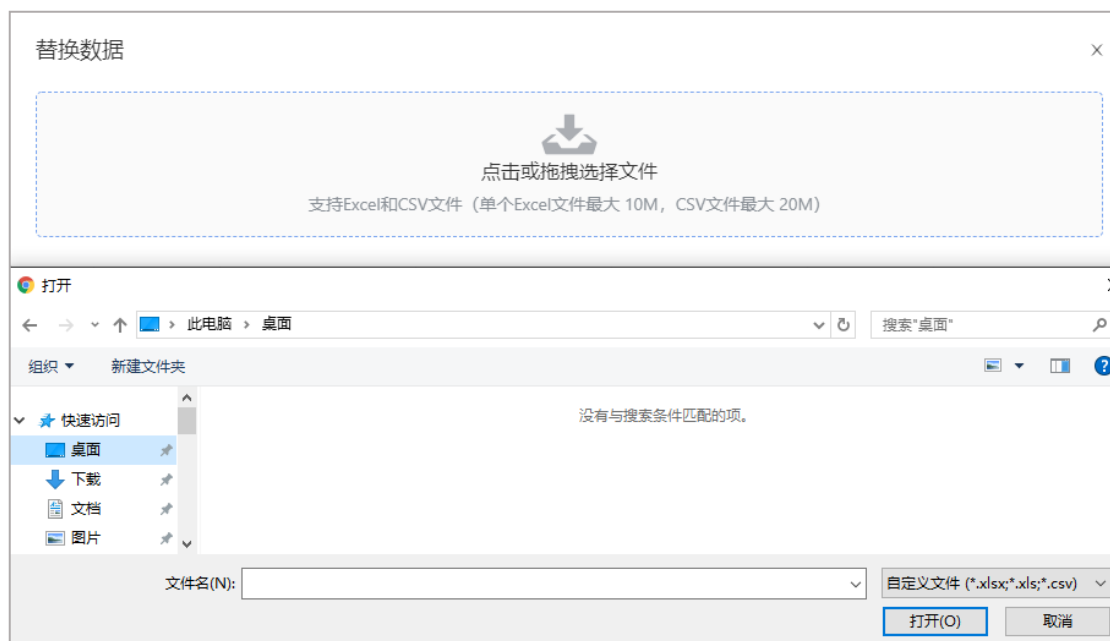 替换数据
点击或拖拽选择文件
支持Excel和CSV文件（单个Excel文件最大 10M，CSV文件最大 20M）
打开
此电脑 › 桌面
搜索"桌面"
组织 新建文件夹
快速访问
没有与搜索条件匹配的项。
桌面
下载
文档
图片
文件名(N):
自定义文件 (*.xlsx;*.xls;*.csv)
打开(O) 取消